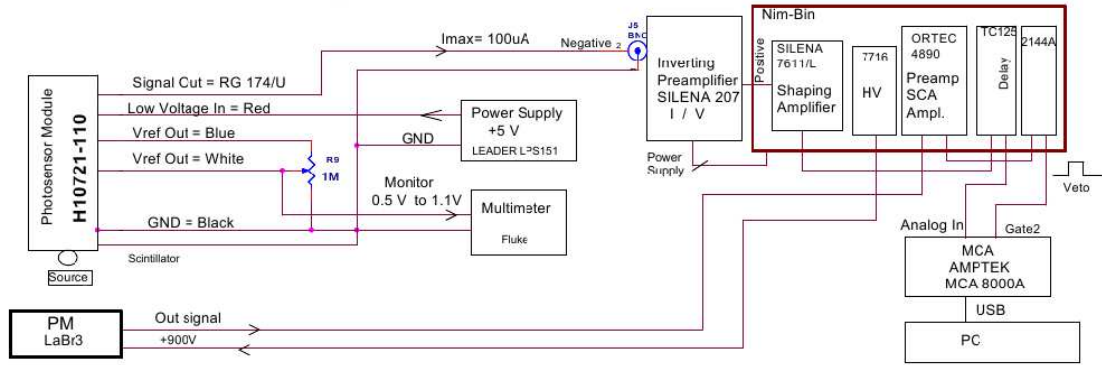 Nim-Bin
J5
BNC
Imax= 100uA
Negative 2
1
Inverting
Preamplifier
SILENA 207
I / V
Positive
SILENA
7611/L
Shaping
Amplifier
7716
HV
ORTEC
4890
Preamp
SCA
Ampl.
TC125
Delay
2144A
Photosensor Module
H10721-110
Signal Cut = RG 174/U
Low Voltage In = Red
Vref Out = Blue
Vref Out = White
GND = Black
R9
1M
Power Supply
+5 V
LEADER LPS151
GND
Monitor
0.5 V to 1.1V
Multimeter
Fluke
Power
Supply
Veto
Analog In
Gate2
MCA
AMPTEK
MCA 8000A
USB
PC
Source
Scintillator
PM
LaBr3
Out signal
+900V